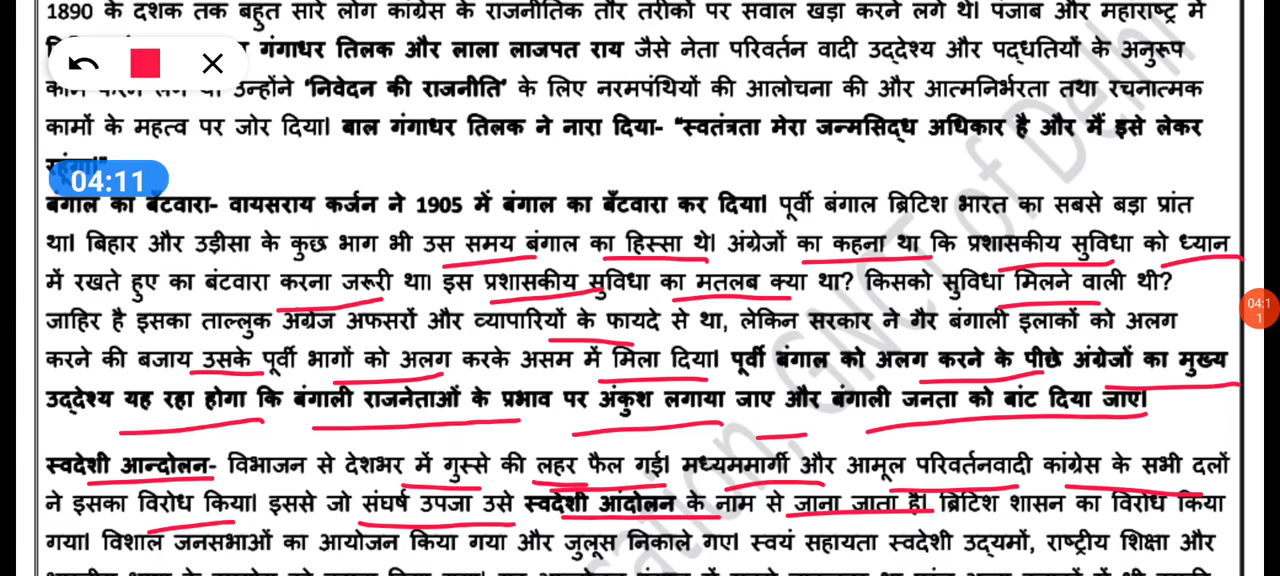 1890 के दशक तक बहुत सारे लोग कांग्रेस के राजनीतिक तौर तरीकों पर सवाल खड़ा करने लगे थे। पंजाब और महाराष्ट्र में
गंगाधर तिलक और लाला लाजपत राय जैसे नेता परिवर्तन वादी उद्देश्य और पद्धतियों के अनुरूप
उन्होंने ‘निवेदन की राजनीति’ के लिए नरमपंथियों की आलोचना की और आत्मनिर्भरता तथा रचनात्मक
कामों के महत्व पर जोर दिया। बाल गंगाधर तिलक ने नारा दिया- “स्वतंत्रता मेरा जन्मसिद्ध अधिकार है और मैं इसे लेकर
04:11
बंगाल का बँटवारा- वायसराय कर्जन ने 1905 में बंगाल का बँटवारा कर दिया। पूर्वी बंगाल ब्रिटिश भारत का सबसे बड़ा प्रांत
था। बिहार और उड़ीसा के कुछ भाग भी उस समय बंगाल का हिस्सा थे। अंग्रेजों का कहना था कि प्रशासकीय सुविधा को ध्यान
में रखते हुए का बंटवारा करना जरूरी था। इस प्रशासकीय सुविधा का मतलब क्या था? किसको सुविधा मिलने वाली थी?
04:1
1
जाहिर है इसका ताल्लुक अंग्रेज अफसरों और व्यापारियों के फायदे से था, लेकिन सरकार ने गैर बंगाली इलाकों को अलग
करने की बजाय उसके पूर्वी भागों को अलग करके असम में मिला दिया। पूर्वी बंगाल को अलग करने के पीछे अंग्रेजों का मुख्य
उद्देश्य यह रहा होगा कि बंगाली राजनेताओं के प्रभाव पर अंकुश लगाया जाए और बंगाली जनता को बांट दिया जाए।
स्वदेशी आन्दोलन- विभाजन से देशभर में गुस्से की लहर फैल गई। मध्यममार्गी और आमूल परिवर्तनवादी कांग्रेस के सभी दलों
ने इसका विरोध किया। इससे जो संघर्ष उपजा उसे स्वदेशी आंदोलन के नाम से जाना जाता है। ब्रिटिश शासन का विरोध किया
गया। विशाल जनसभाओं का आयोजन किया गया और जुलूस निकाले गए। स्वयं सहायता स्वदेशी उद्यमों, राष्ट्रीय शिक्षा और
GNCT of Delhi